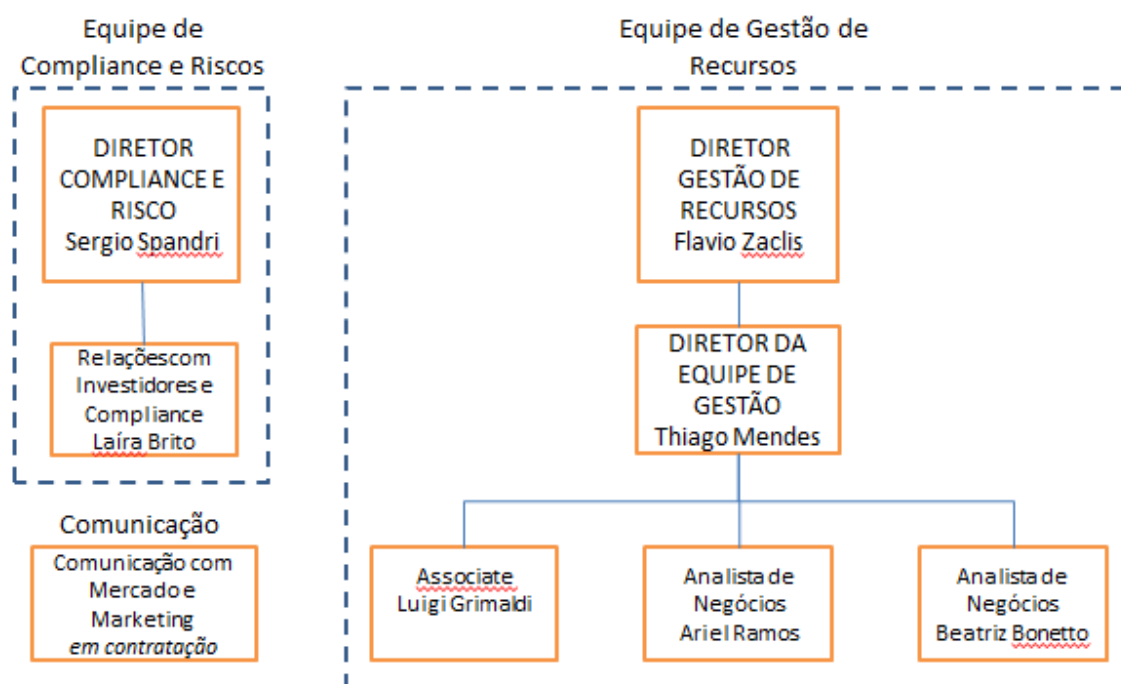 Equipe de
Compliance e Riscos
DIRETOR
COMPLIANCE E
RISCO
Sergio Spandri
Relaçõescom
Investidores e
Compliance
Laíra Brito
Comunicação
Comunicação com
Mercado e
Marketing
em contratação
Equipe de Gestão de
Recursos
DIRETOR
GESTÃO DE
RECURSOS
Flavio Zaclis
DIRETOR DA
EQUIPE DE
GESTÃO
Thiago Mendes
Associate
Luigi Grimaldi
Analista de
Negócios
Ariel Ramos
Analista de
Negócios
Beatriz Bonetto